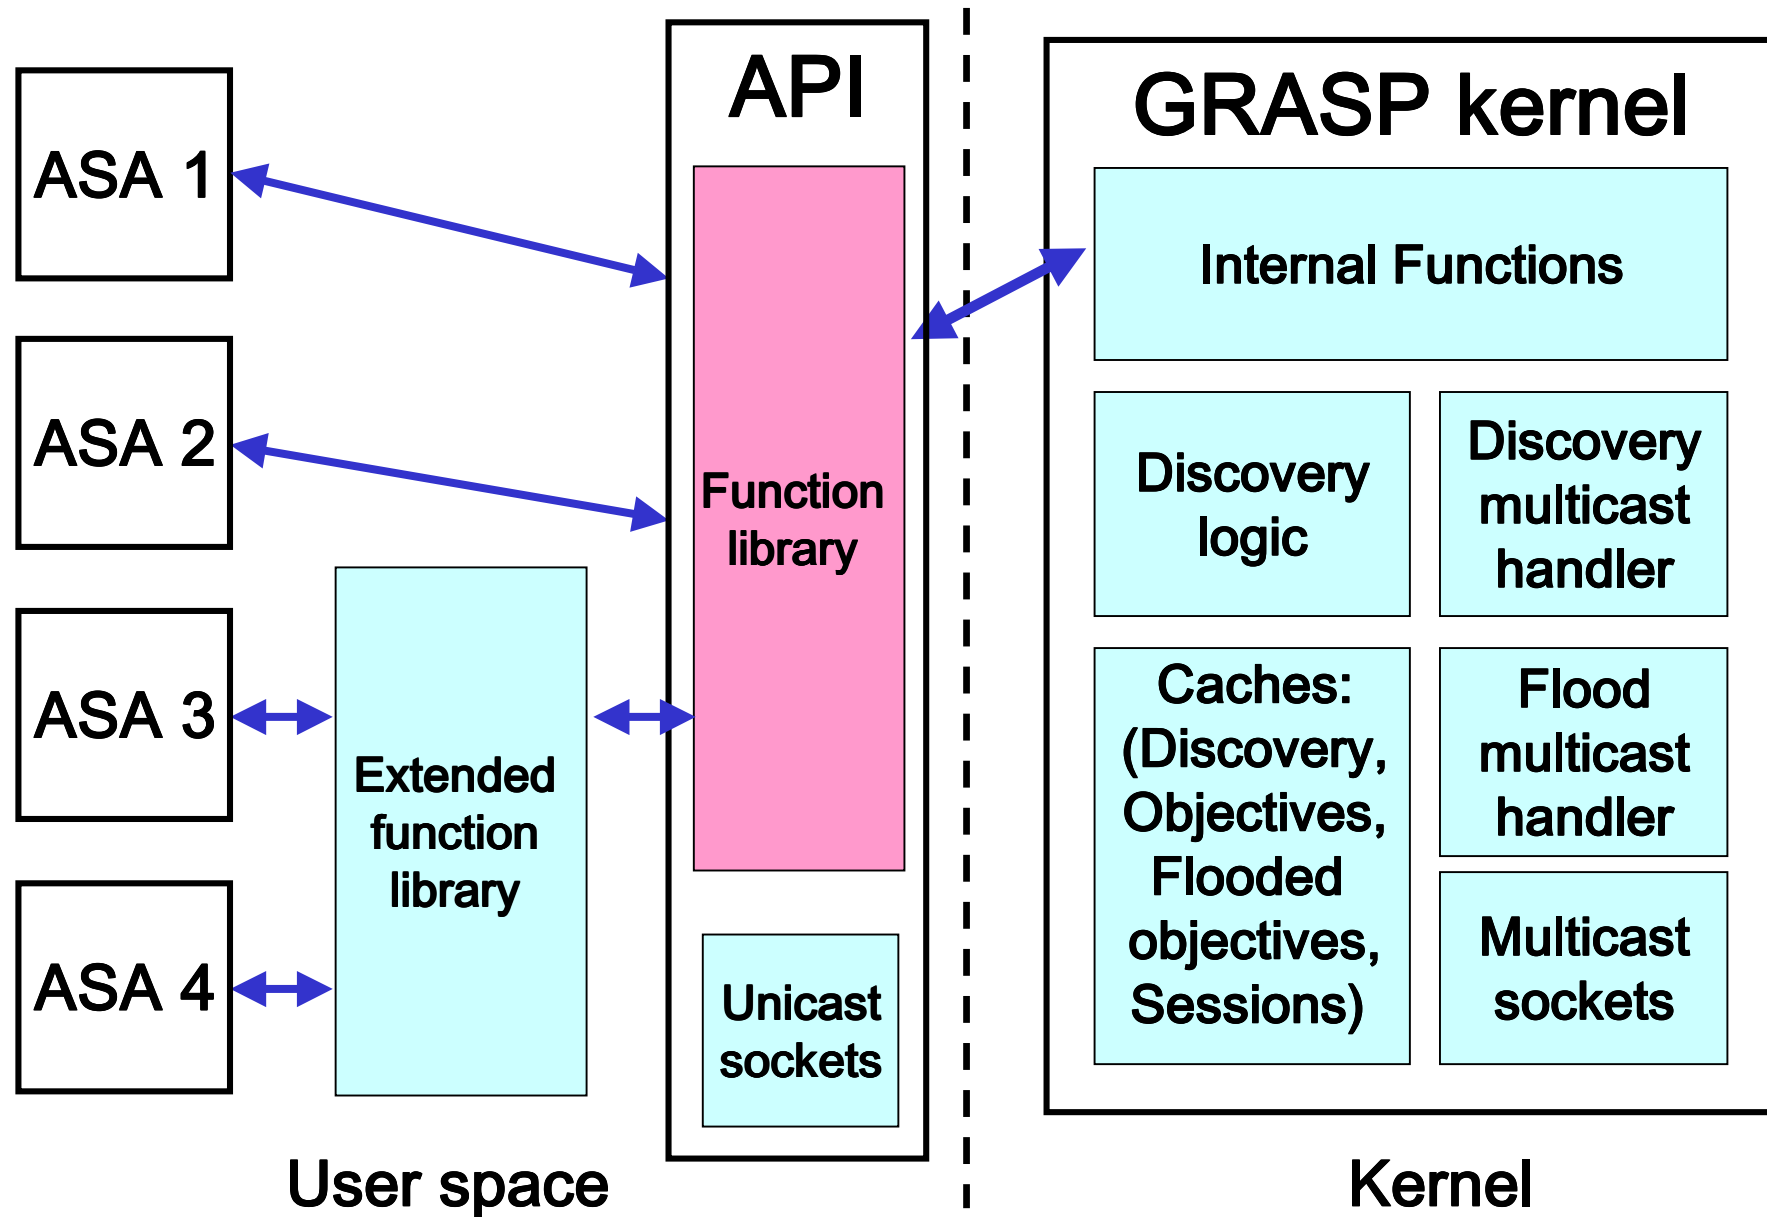 ASA 1
ASA 2
ASA 3
ASA 4
Extended
function
library
API
Function
library
Unicast
sockets
User space
GRASP kernel
Internal Functions
Discovery
logic
Discovery
multicast
handler
Caches:
(Discovery,
Objectives,
Flooded
objectives,
Sessions)
Flood
multicast
handler
Multicast
sockets
Kernel